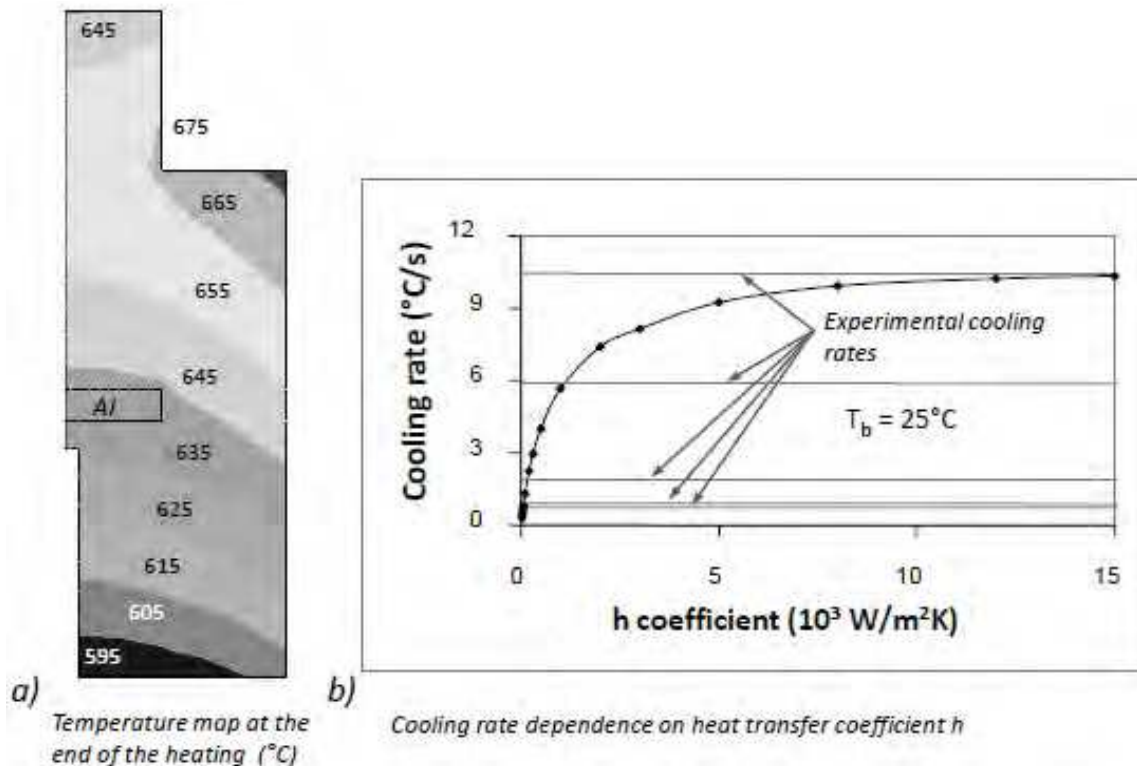 645
675
665
655
645
Al
635
625
615
605
595
a)
Temperature map at the
end of the heating (°C)
12
9
6
3
0
Cooling rate (°C/s)
Experimental cooling
rates
T_b = 25°C
0 5 10 15
h coefficient (10³ W/m²K)
b)
Cooling rate dependence on heat transfer coefficient h